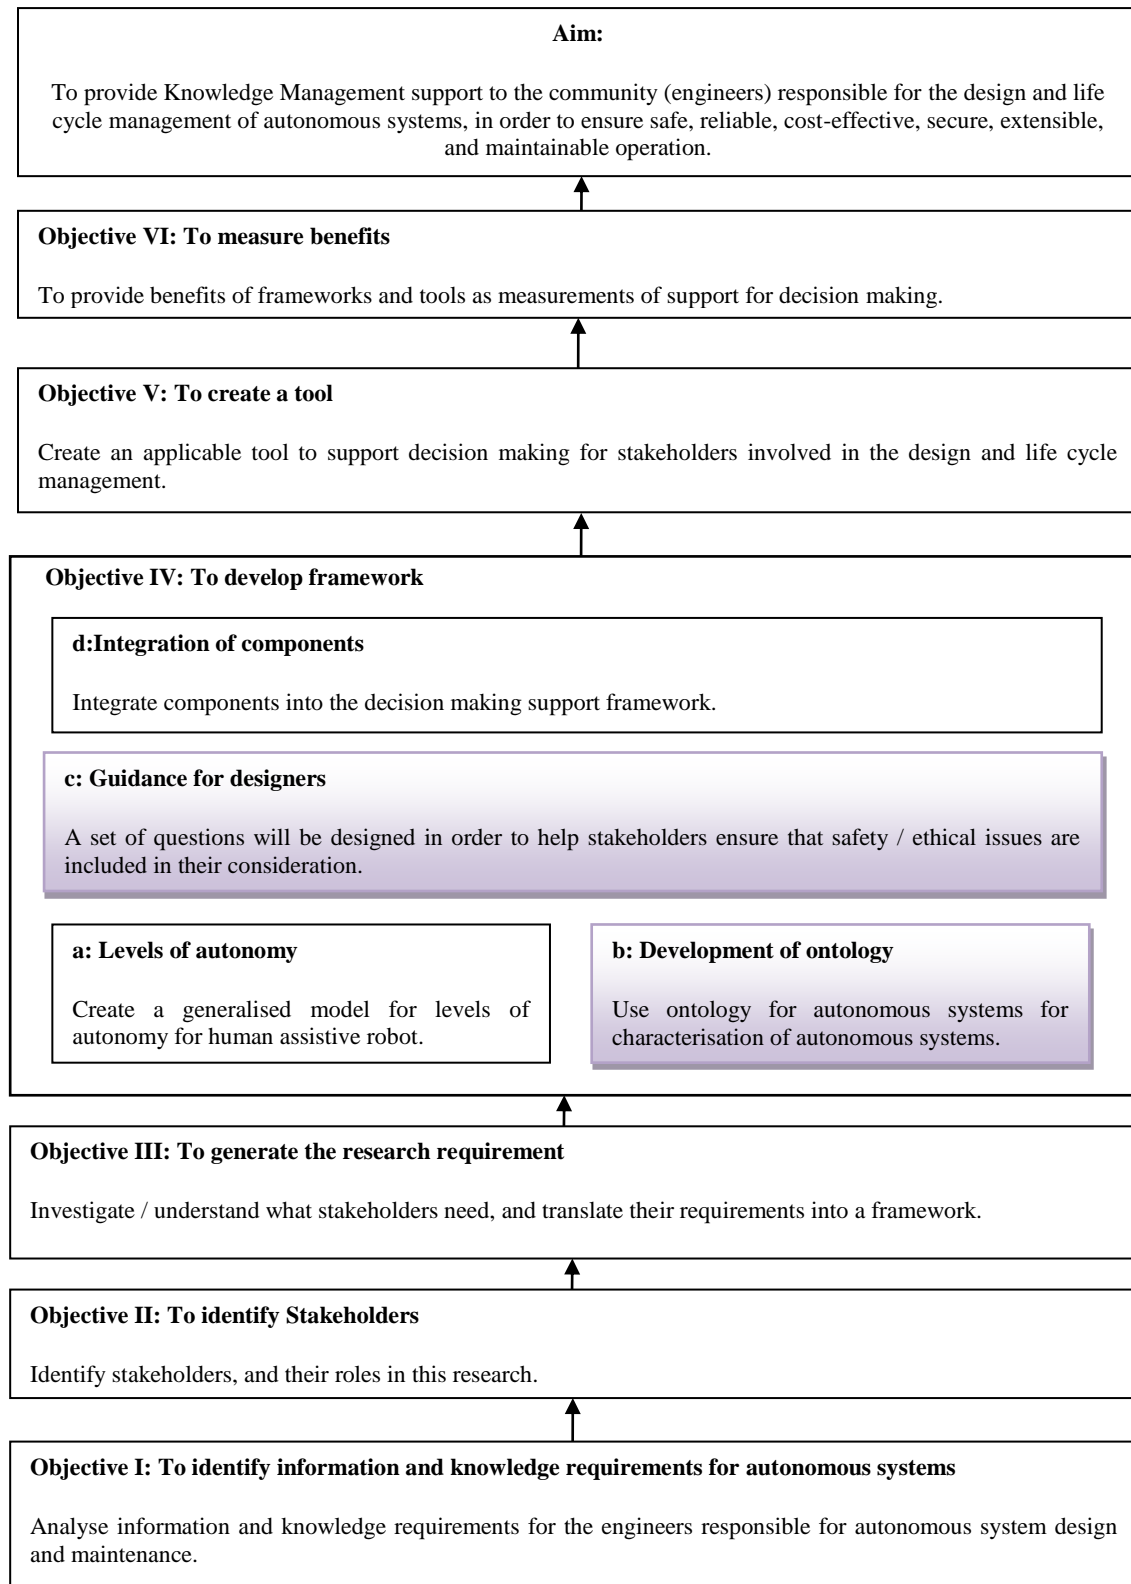 Aim:
To provide Knowledge Management support to the community (engineers) responsible for the design and life
cycle management of autonomous systems, in order to ensure safe, reliable, cost-effective, secure, extensible,
and maintainable operation.
Objective VI: To measure benefits
To provide benefits of frameworks and tools as measurements of support for decision making.
Objective V: To create a tool
Create an applicable tool to support decision making for stakeholders involved in the design and life cycle
management.
Objective IV: To develop framework
d:Integration of components
Integrate components into the decision making support framework.
c: Guidance for designers
A set of questions will be designed in order to help stakeholders ensure that safety / ethical issues are
included in their consideration.
a: Levels of autonomy
Create a generalised model for levels of
autonomy for human assistive robot.
b: Development of ontology
Use ontology for autonomous systems for
characterisation of autonomous systems.
Objective III: To generate the research requirement
Investigate / understand what stakeholders need, and translate their requirements into a framework.
Objective II: To identify Stakeholders
Identify stakeholders, and their roles in this research.
Objective I: To identify information and knowledge requirements for autonomous systems
Analyse information and knowledge requirements for the engineers responsible for autonomous system design
and maintenance.